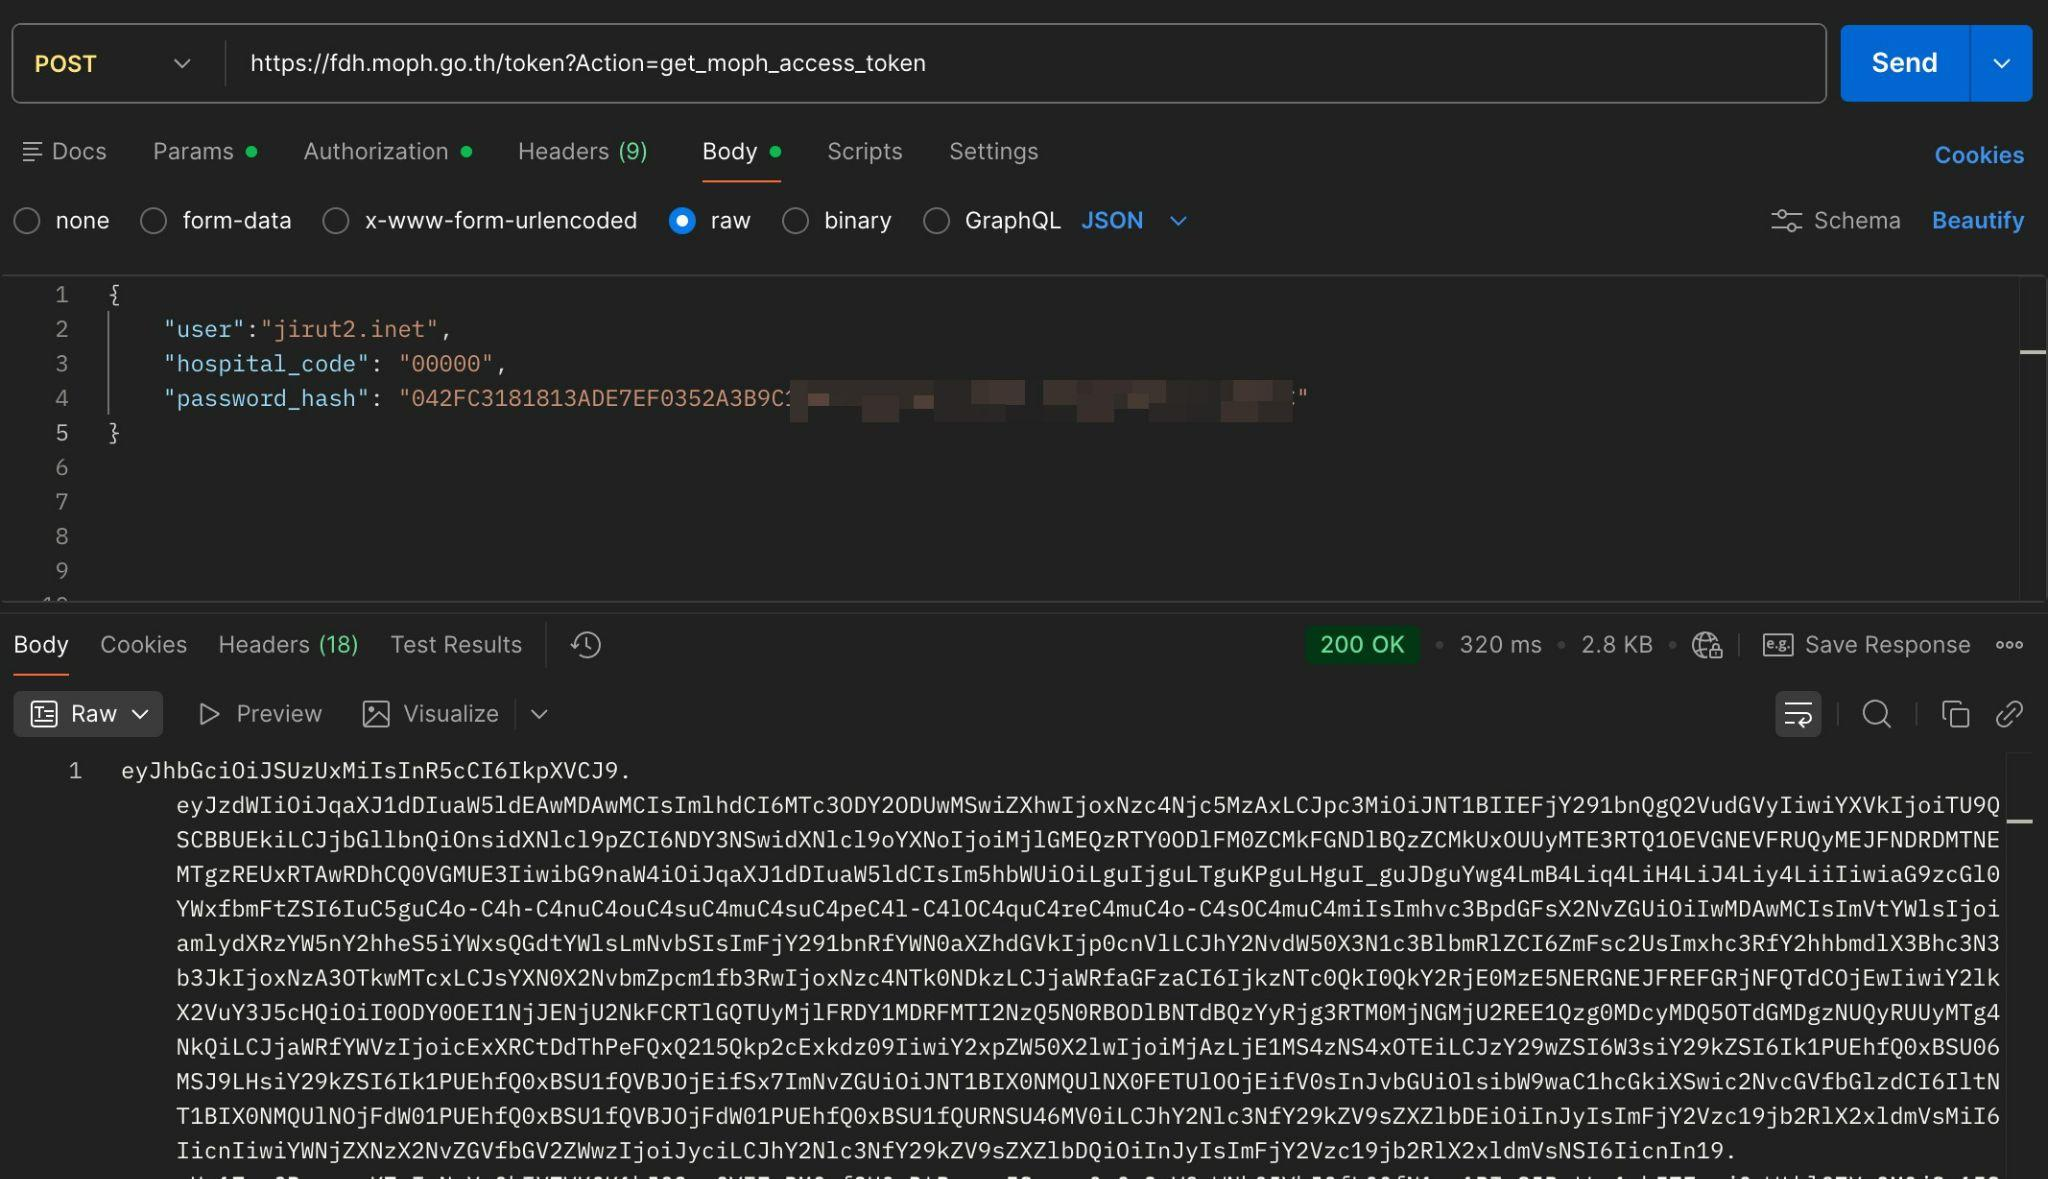 POST
https://fdh.moph.go.th/token?Action=get_moph_access_token
Send
Docs Params Authorization Headers (9) Body Scripts Settings Cookies
none form-data x-www-form-urlencoded raw binary GraphQL JSON Schema Beautify
1 {
2 "user":"jirut2.inet",
3 "hospital_code": "00000",
4 "password_hash": "042FC3181813ADE7EF0352A3B9C "
5 }
6
7
8
9
10
Body Cookies Headers (18) Test Results 200 OK • 320 ms • 2.8 KB • e.g. Save Response
Raw Preview Visualize
1 eyJhbGciOiJSUzUxMiIsInR5cCI6IkpXVCJ9.
eyJzdWIiOiJqaXJ1dDIuaW5ldEAwMDAwMCIsImlhdCI6MTc3ODY2ODUwMSwiZXhwIjoxNzc4Njc5MzAxLCJpc3MiOiJNT1BIIEFjY291bnQgQ2VudGVyIiwiYXVkIjoiTU9Q
SCBBUEkiLCJjbGllbnQiOnsidXNlcl9pZCI6NDY3NSwidXNlcl9oYXNoIjoiMjlGMEQzRTY0ODlFM0ZCMkFGNDlBQzZCMkUxOUUyMTE3RTQ1OEVGNEVFRUQyMEJFNDRDMTNE
MTgzREUxRTAwRDhCQ0VGMUE3IiwibG9naW4iOiJqaXJ1dDIuaW5ldCIsIm5hbWUiOiLguIjguLTguKPguLHguI_guJDguYwg4LmB4Liq4LiH4LiJ4Liy4LiiIiwiaG9zcGl0
YWxfbmFtZSI6IuC5guC4o-C4h-C4nuC4ouC4suC4muC4suC4peC4l-C4lOC4quC4reC4muC4o-C4sOC4muC4miIsImhvc3BpdGFsX2NvZGUiOiIwMDAwMCIsImVtYWlsIjoi
amlydXRzYW5nY2hheS5iYWxsQGdtYWlsLmNvbSIsImFjY291bnRfYWN0aXZhdGVkIjp0cnVlLCJhY2NvdW50X3N1c3BlbmRlZCI6ZmFsc2UsImxhc3RfY2hhbmdlX3Bhc3N3
b3JkIjoxNzA3OTkwMTcxLCJsYXN0X2NvbmZpcm1fb3RwIjoxNzc4NTk0NDkzLCJjaWRfaGFzaCI6IjkzNTc0QkI0QkY2RjE0MzE5NERGNEJFREFGRjNFQTdCOjEwIiwiY2lk
X2VuY3J5cHQiOiI0ODY0OEI1NjJENjU2NkFCRTlGQTUyMjlFRDY1MDRFMTI2NzQ5N0RBODlBNTdBQzYyRjg3RTM0MjNGMjU2REE1Qzg0MDcyMDQ5OTdGMDgzNUQyRUUyMTg4
NkQiLCJjaWRfYWVzIjoicExXRCtDdThPeFQxQ215Qkp2cExkdz09IiwiY2xpZW50X2lwIjoiMjAzLjE1MS4zNS4xOTEiLCJzY29wZSI6W3siY29kZSI6Ik1PUEhfQ0xBSU06
MSJ9LHsiY29kZSI6Ik1PUEhfQ0xBSU1fQVBJOjEifSx7ImNvZGUiOiJNT1BIX0NMQUlNX0FETUlOOjEifV0sInJvbGUiOlsibW9waC1hcGkiXSwic2NvcGVfbGlzdCI6IltN
T1BIX0NMQUlNOjFdW01PUEhfQ0xBSU1fQVBJOjFdW01PUEhfQ0xBSU1fQURNSU46MV0iLCJhY2Nlc3NfY29kZV9sZXZlbDEiOiInJyIsImFjY2Vzc19jb2RlX2xldmVsMiI6
IicnIiwiYWNjZXNzX2NvZGVfbGV2ZWwzIjoiJyciLCJhY2Nlc3NfY29kZV9sZXZlbDQiOiInJyIsImFjY2Vzc19jb2RlX2xldmVsNSI6IicnIn19.